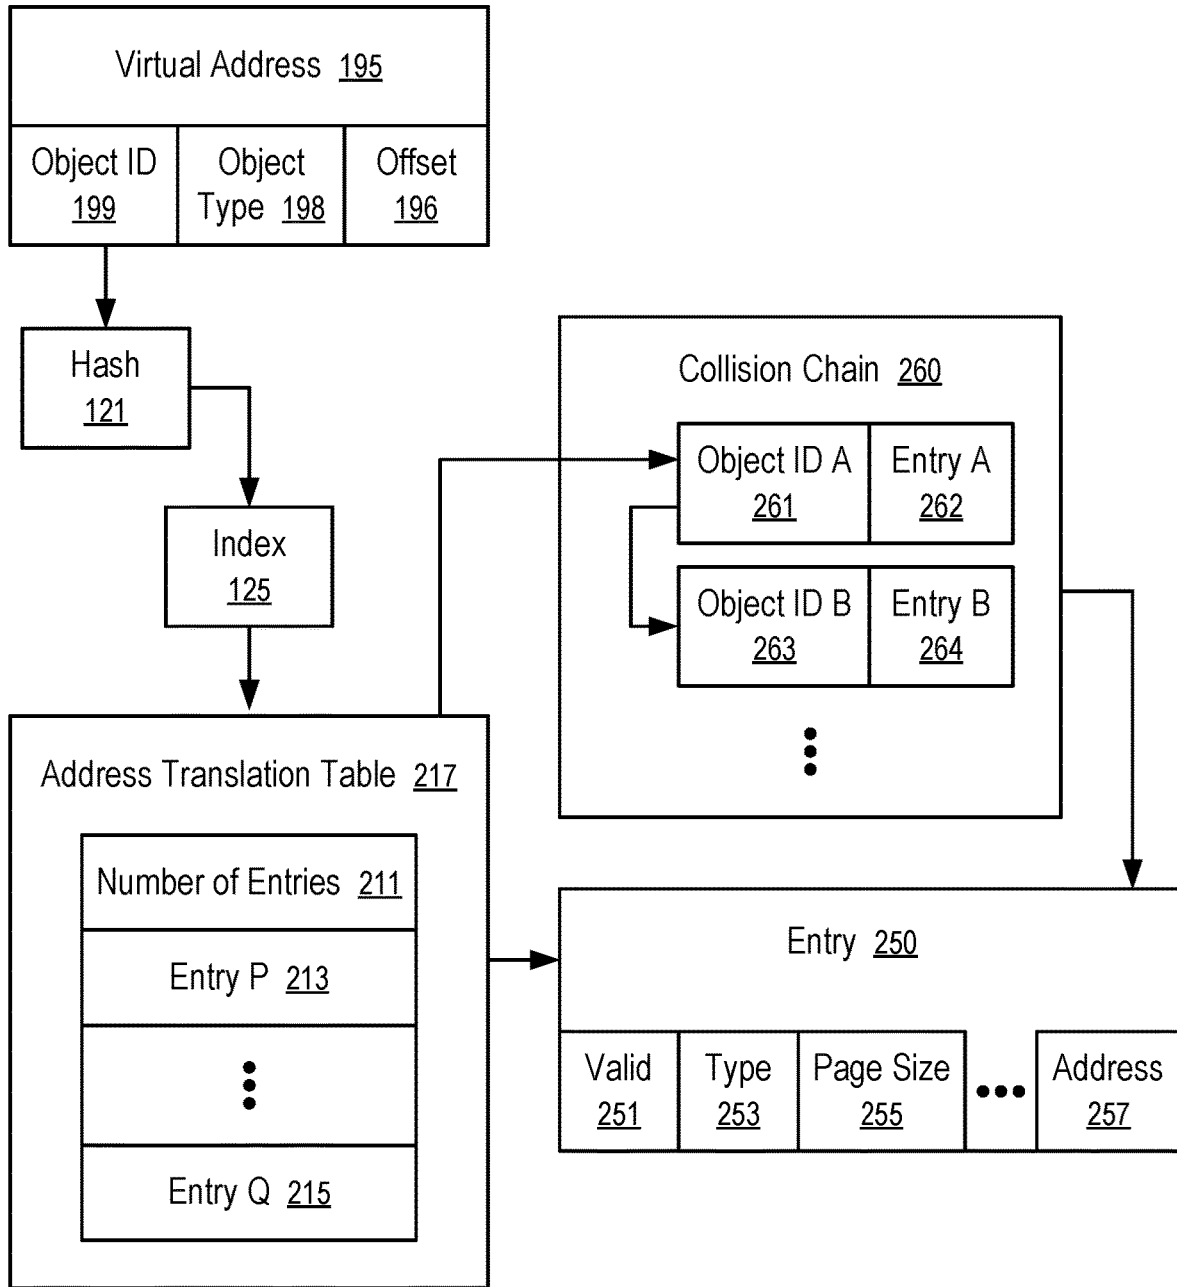 Virtual Address 195
Object ID
199
Object
Type 198
Offset
196
Hash
121
Index
125
Collision Chain 260
Object ID A
261
Entry A
262
Object ID B
263
Entry B
264
Address Translation Table 217
Number of Entries 211
Entry P 213
Entry Q 215
Entry 250
Valid
251
Type
253
Page Size
255
Address
257